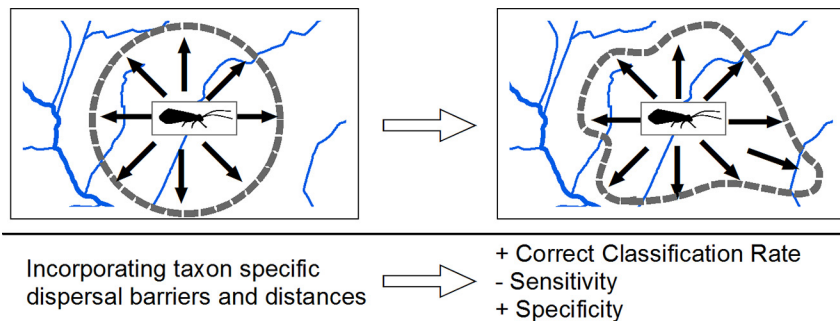 Incorporating taxon specific
dispersal barriers and distances
+ Correct Classification Rate
- Sensitivity
+ Specificity